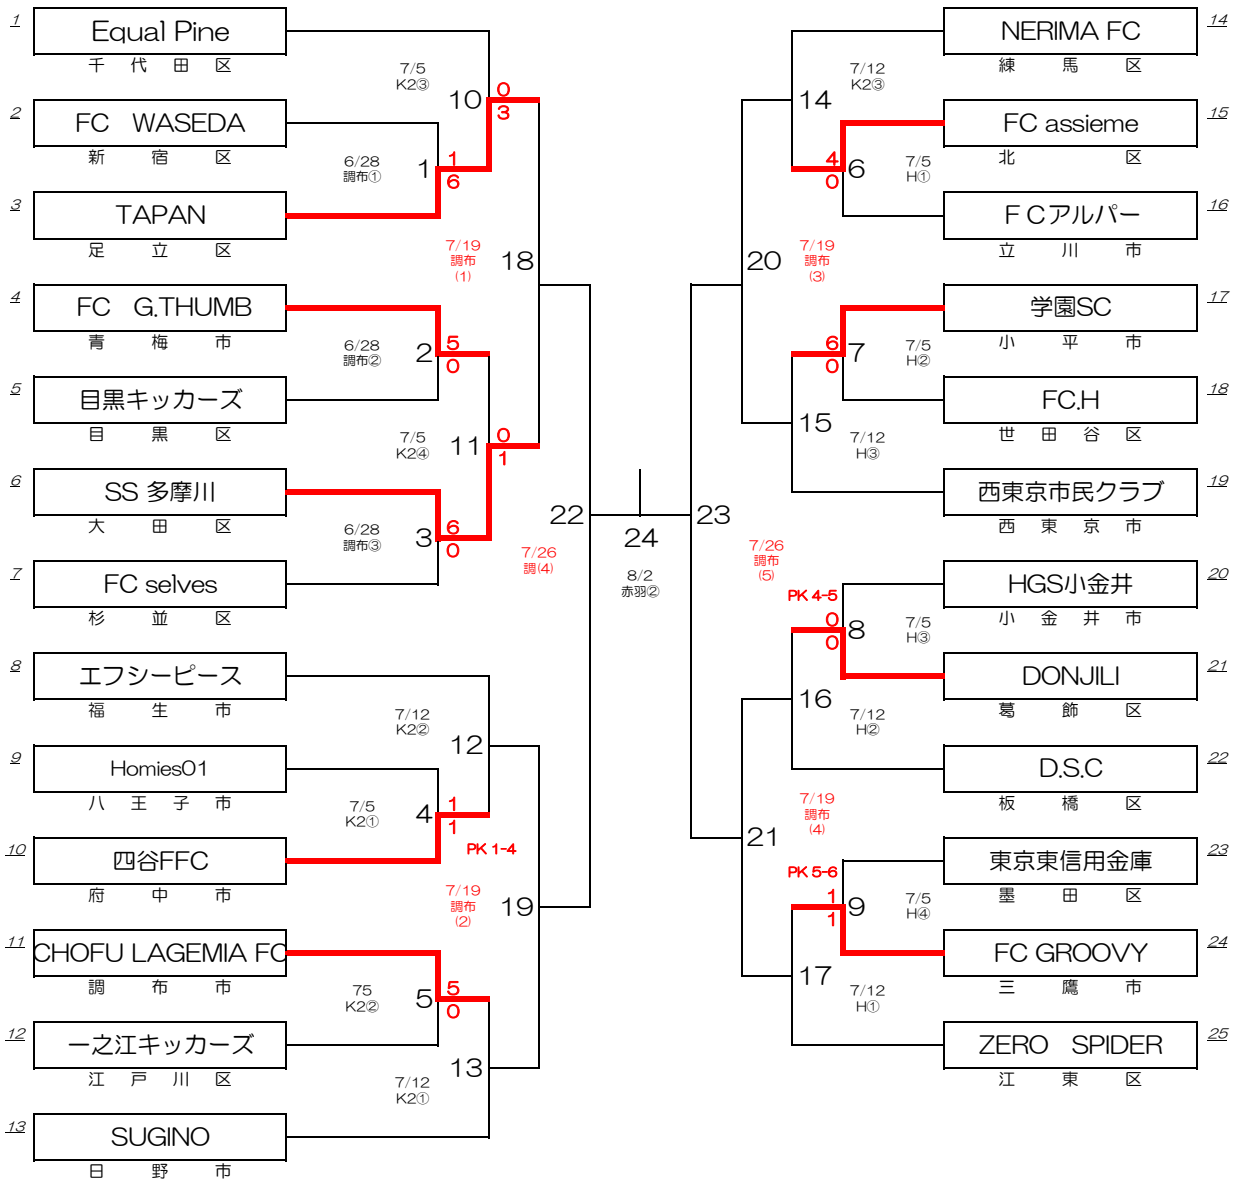 1
Equal Pine
千代田区
2
FC WASEDA
新宿区
3
TAPAN
足立区
4
FC G.THUMB
青梅市
5
目黒キッカーズ
目黒区
6
SS 多摩川
大田区
7
FC selves
杉並区
8
エフシーピース
福生市
9
Homies01
八王子市
10
四谷FFC
府中市
11
CHOFU LAGEMIA FC
調布市
12
一之江キッカーズ
江戸川区
13
SUGINO
日野市
7/5
K2③
10
0
3
6/28
調布①
1
1
6
7/19
調布
(1)
18
6/28
調布②
2
5
0
7/5
K2④
11
0
1
6/28
調布③
3
6
0
22
7/26
調(4)
7/12
K2②
12
7/5
K2①
4
1
1
PK 1-4
7/19
調布
(2)
19
75
K2②
5
5
0
7/12
K2①
13
24
8/2
赤羽②
23
7/26
調布
(5)
14
7/12
K2③
4
0
6
7/5
H①
20
7/19
調布
(3)
6
0
7
7/5
H②
15
7/12
H③
PK 4-5
0
0
8
7/5
H③
16
7/12
H②
21
7/19
調布
(4)
PK 5-6
1
1
9
7/5
H④
17
7/12
H①
NERIMA FC
14
練馬区
FC assieme
15
北区
FCアルパー
16
立川市
学園SC
17
小平市
FC.H
18
世田谷区
西東京市民クラブ
19
西東京市
HGS小金井
20
小金井市
DONJILI
21
葛飾区
D.S.C
22
板橋区
東京東信用金庫
23
墨田区
FC GROOVY
24
三鷹市
ZERO SPIDER
25
江東区